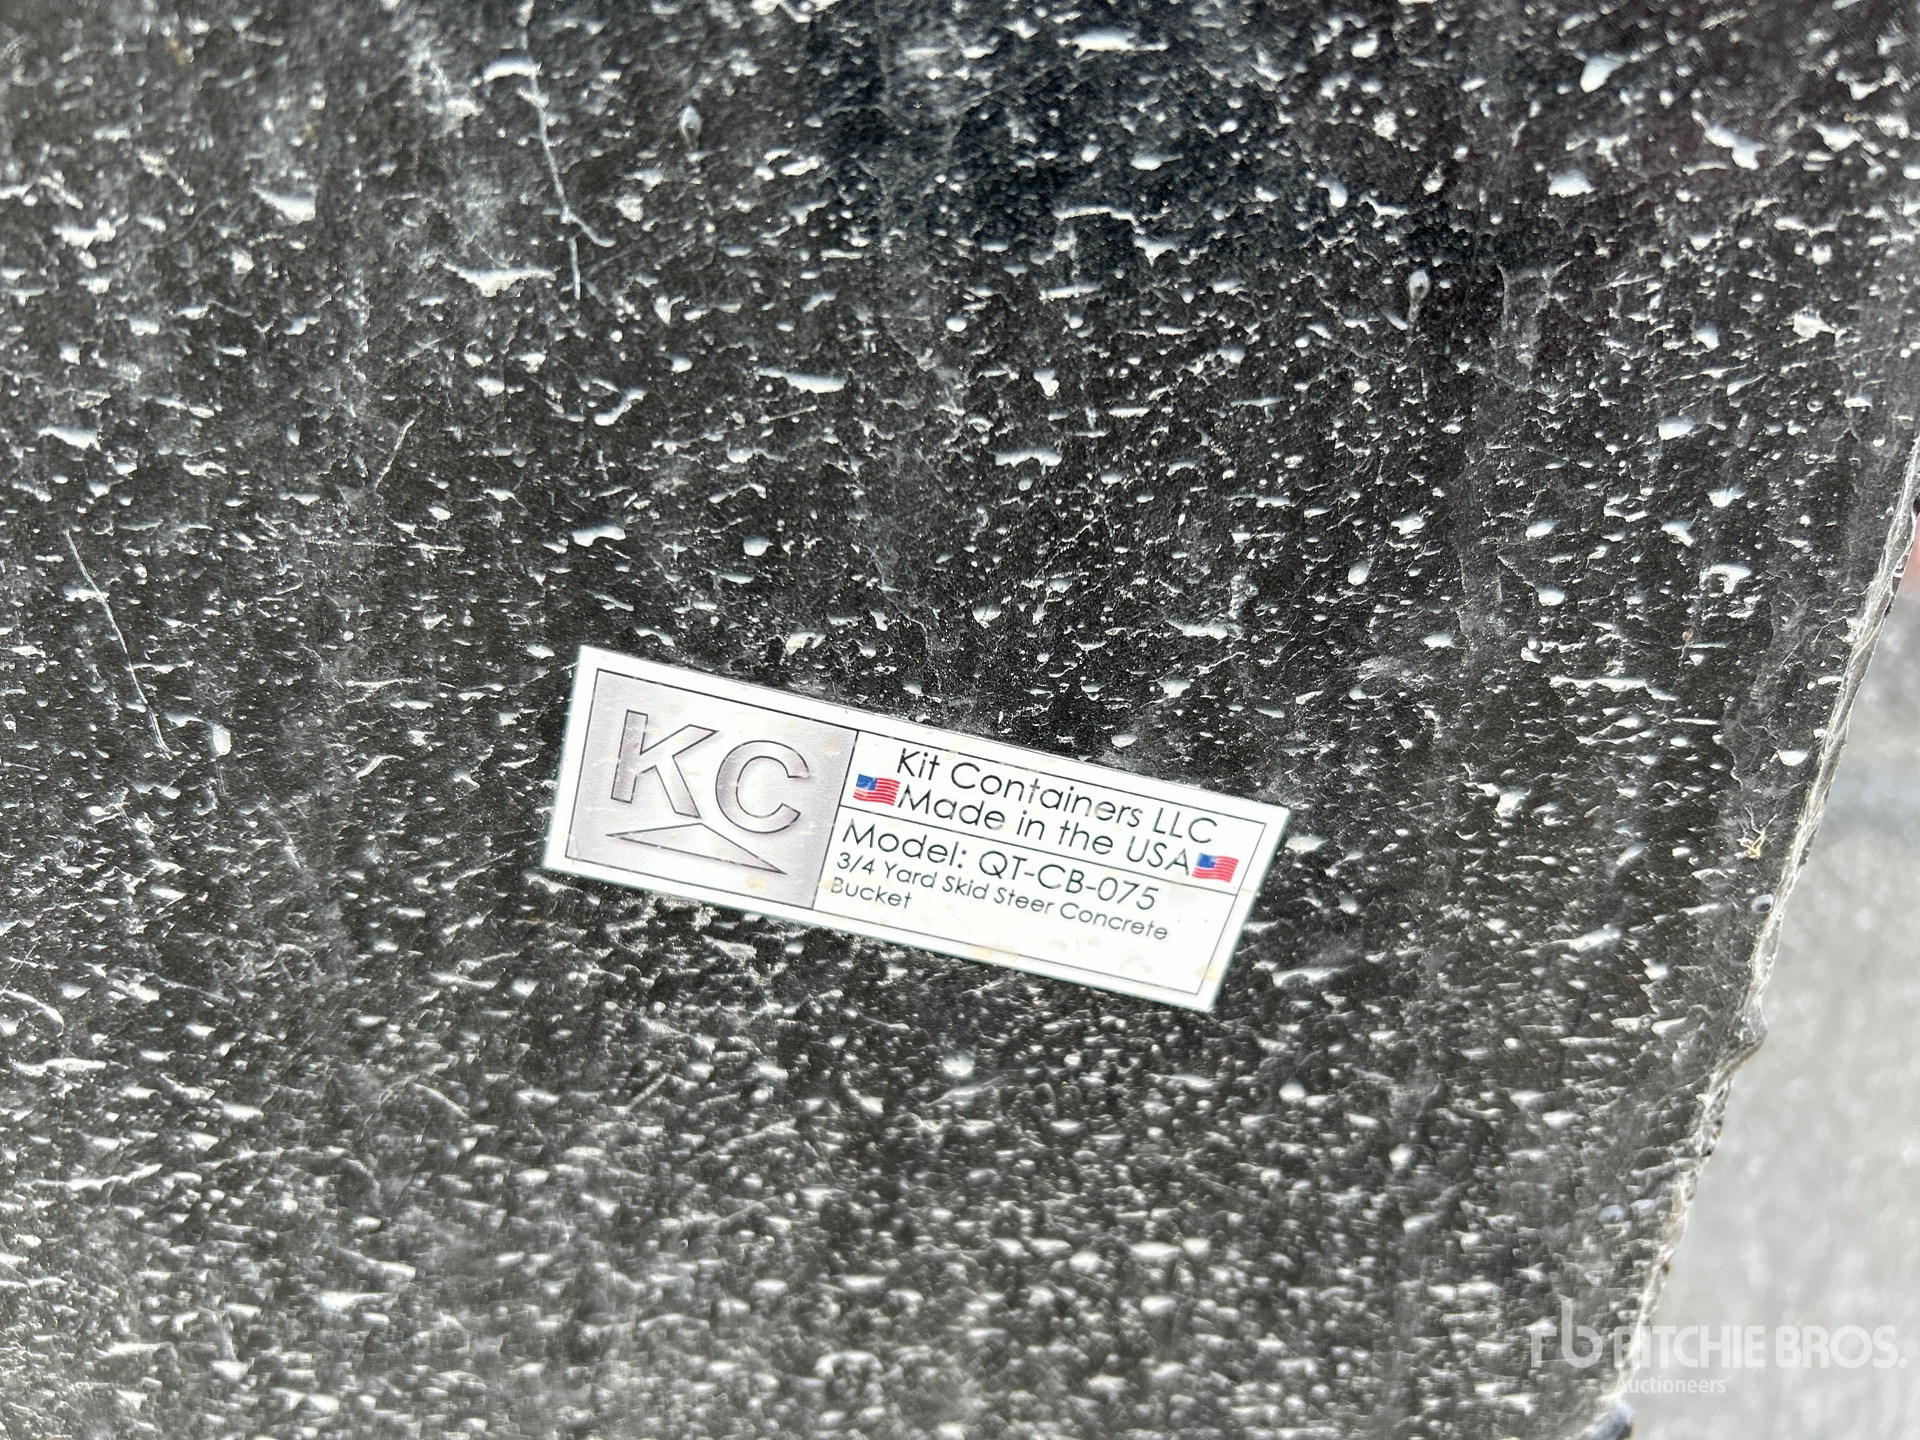 KC
Kit Containers LLC
Made in the USA
Model: QT-CB-075
3/4 Yard Skid Steer Concrete
Bucket
rb RITCHIE BROS.
Auctioneers